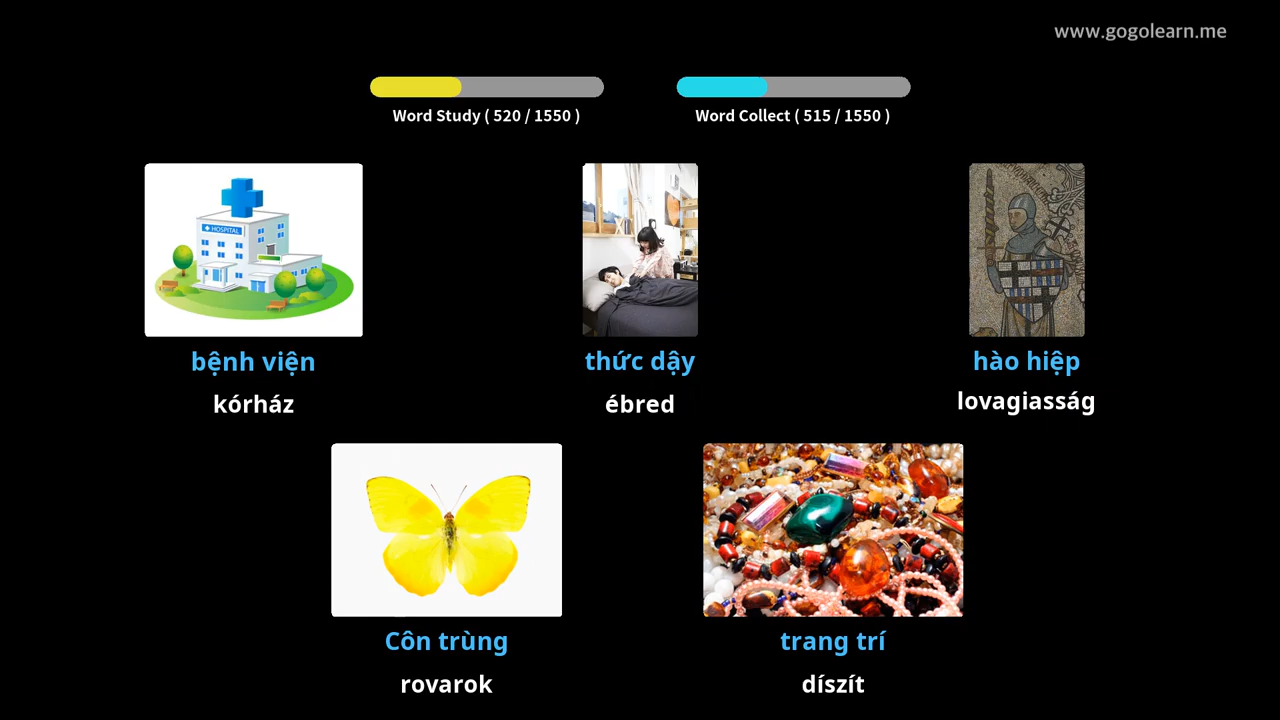 www.gogolearn.me
Word Study ( 520 / 1550 )
Word Collect ( 515 / 1550 )
HOSPITAL
bệnh viện
thức dậy
hào hiệp
kórház
ébred
lovagiasság
Côn trùng
trang trí
rovarok
díszít